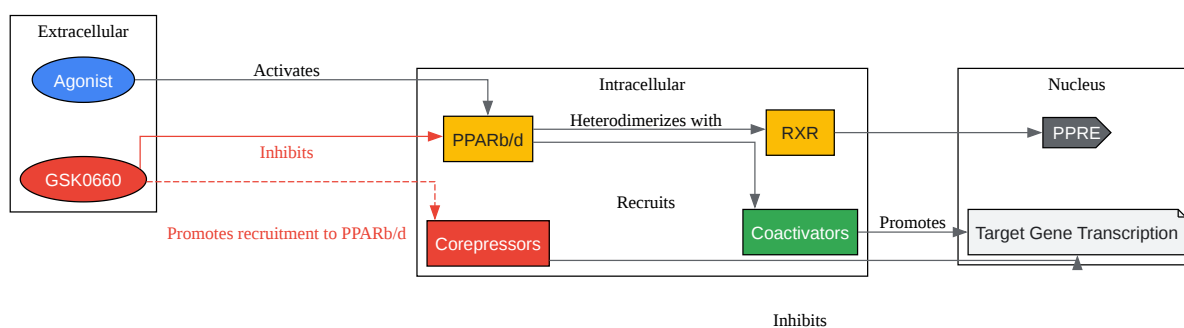 Extracellular
Agonist
GSK0660
Activates
Inhibits
Promotes recruitment to PPARb/d
Intracellular
PPARb/d
Heterodimerizes with
RXR
Recruits
Corepressors
Coactivators
Promotes
Nucleus
PPRE
Target Gene Transcription
Inhibits